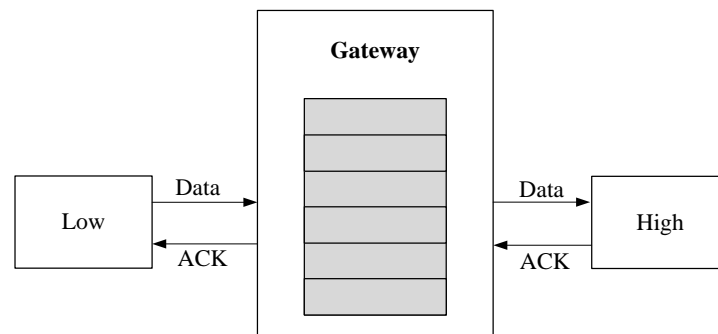 Gateway
Data
Data
Low
High
ACK
ACK